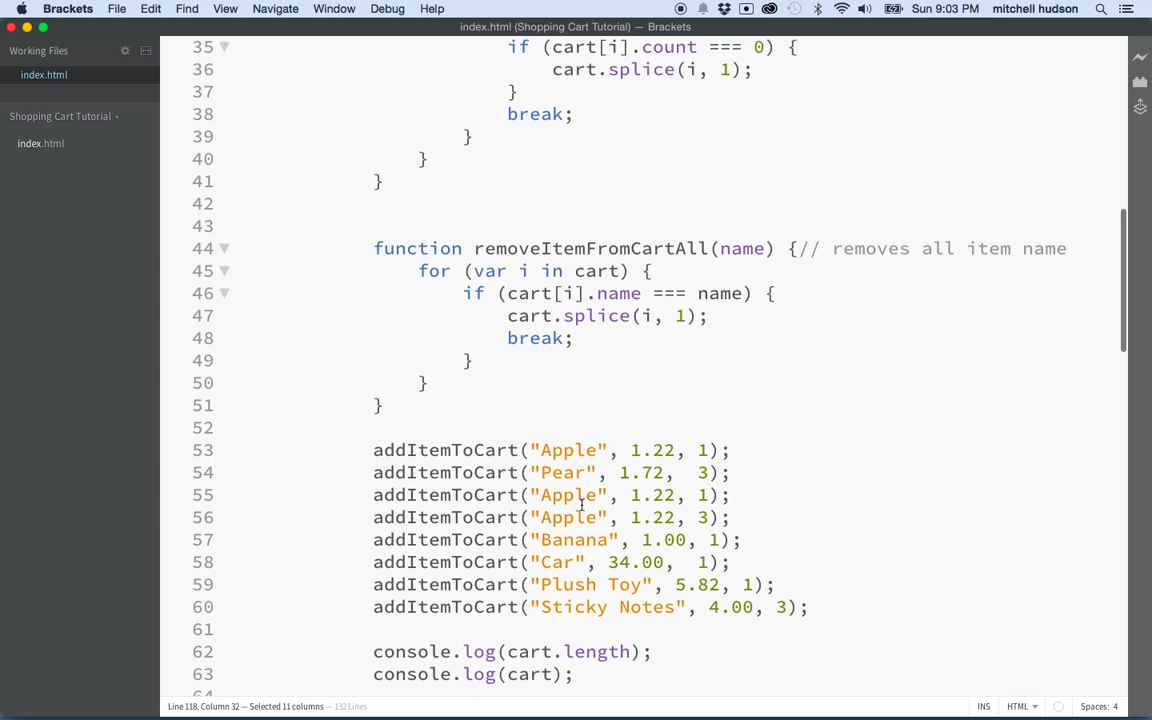 Brackets File Edit Find View Navigate Window Debug Help Sun 9:03 PM mitchell hudson
index.html (Shopping Cart Tutorial) — Brackets
Working Files
index.html
Shopping Cart Tutorial
index.html
35 if (cart[i].count === 0) {
36 cart.splice(i, 1);
37 }
38 break;
39 }
40 }
41 }
42
43
44 function removeItemFromCartAll(name) {// removes all item name
45 for (var i in cart) {
46 if (cart[i].name === name) {
47 cart.splice(i, 1);
48 break;
49 }
50 }
51 }
52
53 addItemToCart("Apple", 1.22, 1);
54 addItemToCart("Pear", 1.72,  3);
55 addItemToCart("Apple", 1.22, 1);
56 addItemToCart("Apple", 1.22, 3);
57 addItemToCart("Banana", 1.00, 1);
58 addItemToCart("Car", 34.00,  1);
59 addItemToCart("Plush Toy", 5.82, 1);
60 addItemToCart("Sticky Notes", 4.00, 3);
61
62 console.log(cart.length);
63 console.log(cart);
64
Line 118, Column 32 — Selected 11 columns — 132 Lines INS HTML Spaces: 4